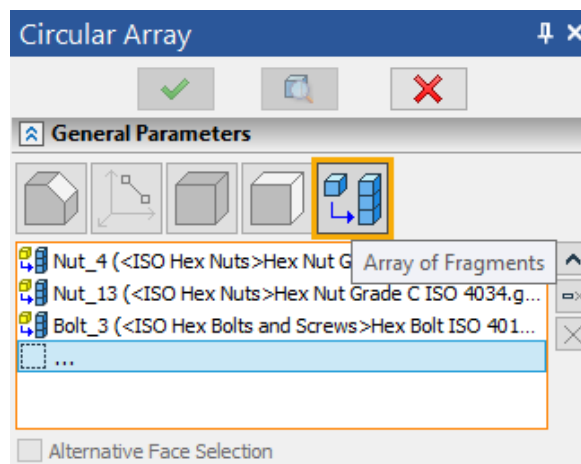 Circular Array
General Parameters
Nut_4 (<ISO Hex Nuts>Hex Nut G
Array of Fragments
Nut_13 (<ISO Hex Nuts>Hex Nut Grade C ISO 4034.g...
Bolt_3 (<ISO Hex Bolts and Screws>Hex Bolt ISO 401...
...
Alternative Face Selection